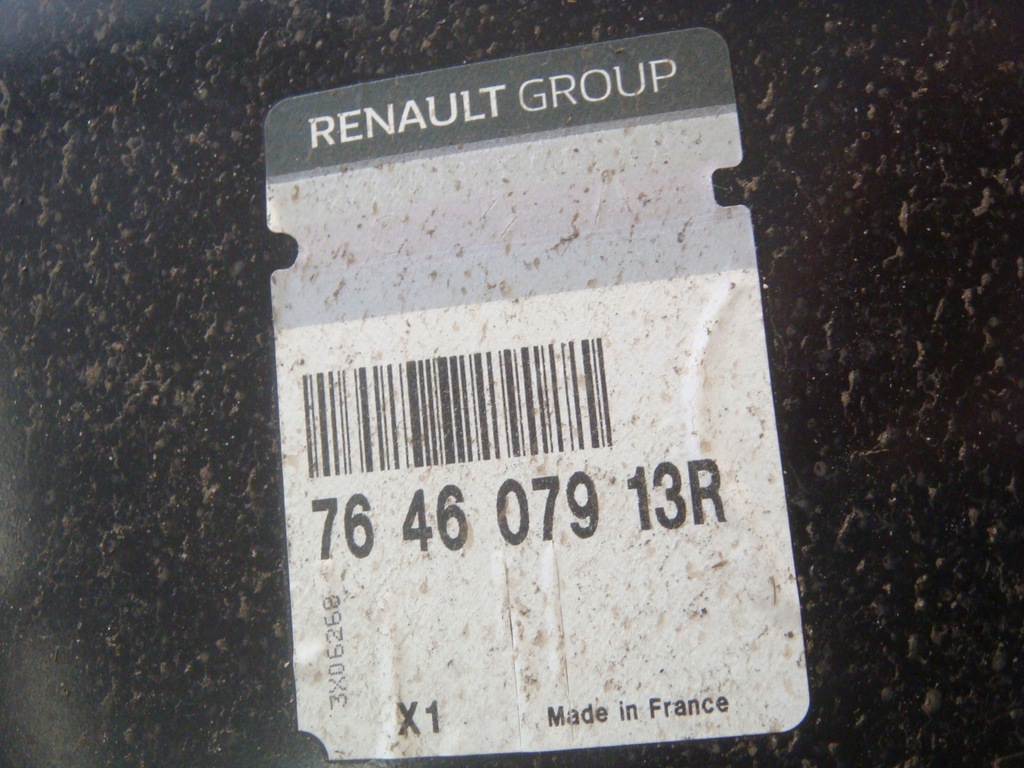 RENAULT GROUP
76 46 079 13R
3X06268
X1
Made in France